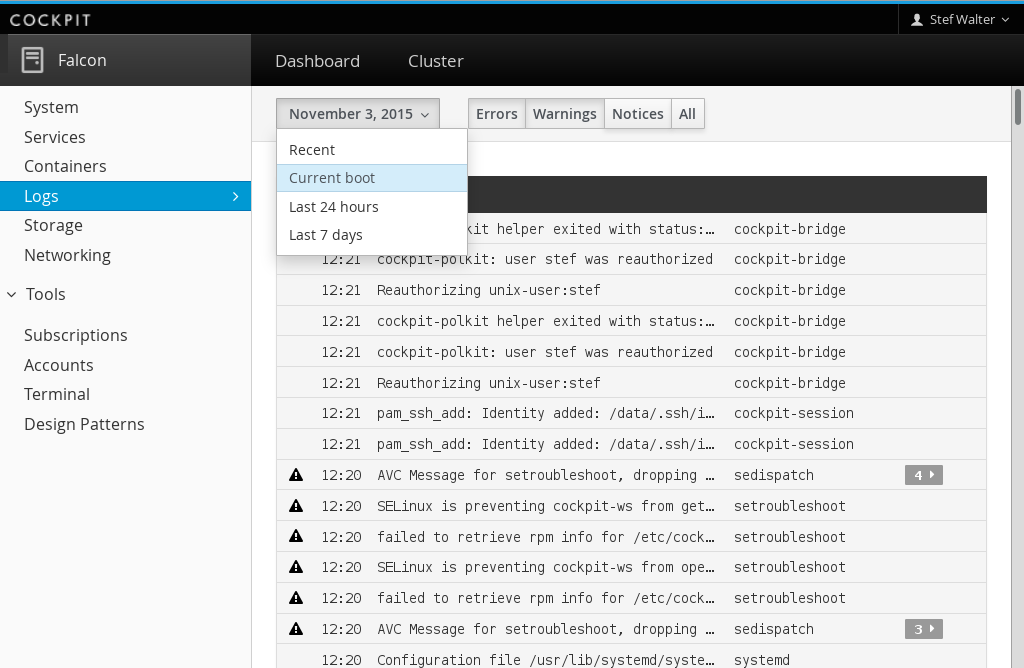 COCKPIT
Stef Walter
Falcon
Dashboard
Cluster
System
Services
Containers
Logs
Storage
Networking
Tools
Subscriptions
Accounts
Terminal
Design Patterns
November 3, 2015
Errors Warnings Notices All
Recent
Current boot
Last 24 hours
Last 7 days
kit helper exited with status:… cockpit-bridge
12:21 cockpit-polkit: user stef was reauthorized cockpit-bridge
12:21 Reauthorizing unix-user:stef cockpit-bridge
12:21 cockpit-polkit helper exited with status:… cockpit-bridge
12:21 cockpit-polkit: user stef was reauthorized cockpit-bridge
12:21 Reauthorizing unix-user:stef cockpit-bridge
12:21 pam_ssh_add: Identity added: /data/.ssh/i… cockpit-session
12:21 pam_ssh_add: Identity added: /data/.ssh/i… cockpit-session
12:20 AVC Message for setroubleshoot, dropping … sedispatch 4
12:20 SELinux is preventing cockpit-ws from get… setroubleshoot
12:20 failed to retrieve rpm info for /etc/cock… setroubleshoot
12:20 SELinux is preventing cockpit-ws from ope… setroubleshoot
12:20 failed to retrieve rpm info for /etc/cock… setroubleshoot
12:20 AVC Message for setroubleshoot, dropping … sedispatch 3
12:20 Configuration file /usr/lib/systemd/syste… systemd